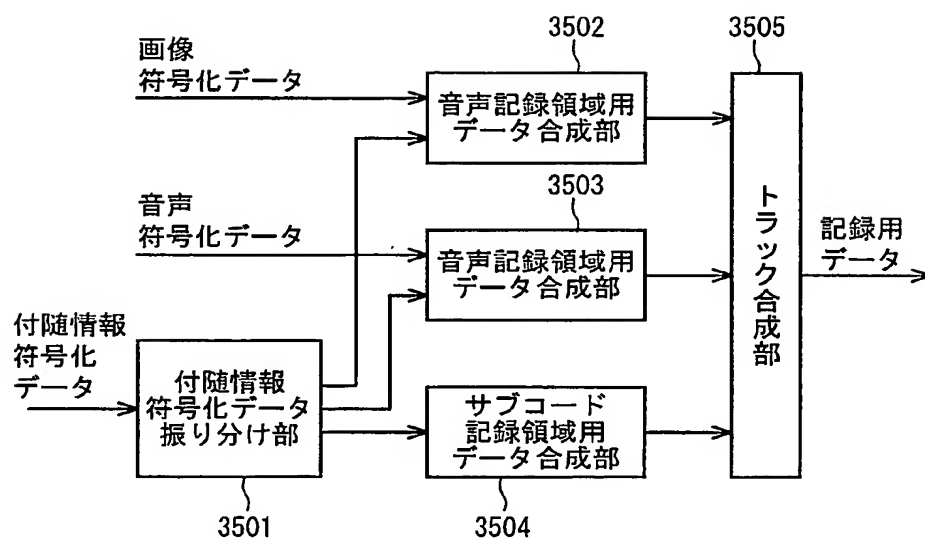 3502
3505
画像
符号化データ
音声記録領域用
データ合成部
3503
音声
符号化データ
音声記録領域用
データ合成部
トラック合成部
記録用
データ
付随情報
符号化
データ
付随情報
符号化データ
振り分け部
サブコード
記録領域用
データ合成部
3501
3504